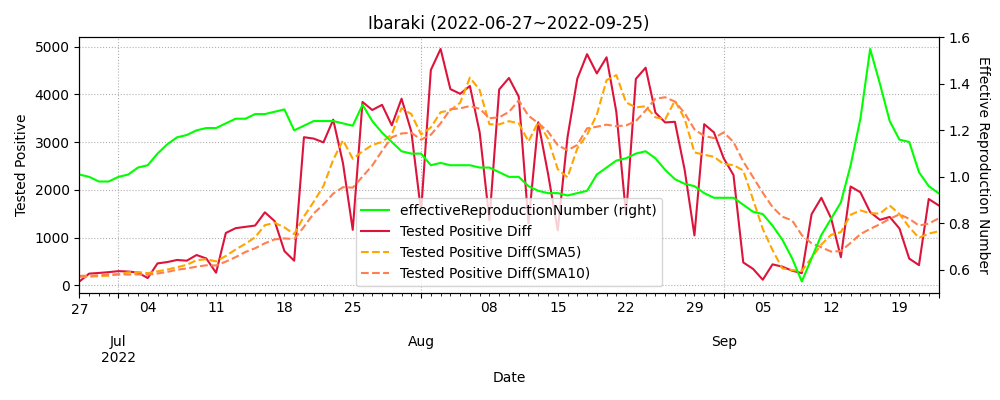 Ibaraki (2022-06-27~2022-09-25)
Tested Positive
5000
4000
3000
2000
1000
0
1.6
1.4
1.2
1.0
0.8
0.6
Effective Reproduction Number
effectiveReproductionNumber (right)
Tested Positive Diff
Tested Positive Diff(SMA5)
Tested Positive Diff(SMA10)
27 04 11 18 25 08 15 22 29 05 12 19
Jul Aug Sep
2022
Date